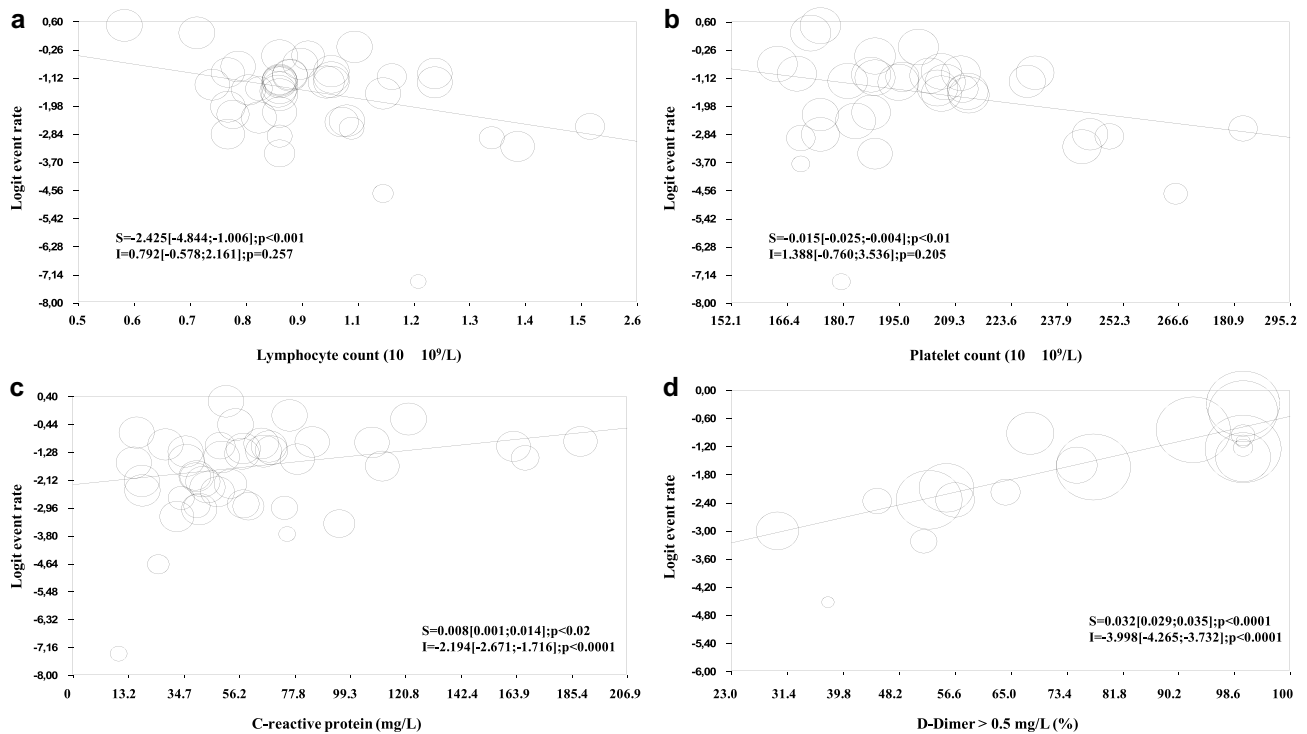 a
0,60
-0,26
-1,12
-1,98
-2,84
-3,70
-4,56
-5,42
-6,28
-7,14
-8,00
Logit event rate
S=-2.425[-4.844;-1.006];p<0.001
I=0.792[-0.578;2.161];p=0.257
0.5 0.6 0.7 0.8 0.9 1.1 1.2 1.3 1.4 1.5 2.6
Lymphocyte count (10 10⁹/L)
b
0,60
-0,26
-1,12
-1,98
-2,84
-3,70
-4,56
-5,42
-6,28
-7,14
-8,00
Logit event rate
S=-0.015[-0.025;-0.004];p<0.01
I=1.388[-0.760;3.536];p=0.205
152.1 166.4 180.7 195.0 209.3 223.6 237.9 252.3 266.6 180.9 295.2
Platelet count (10 10⁹/L)
c
0,40
-0,44
-1,28
-2,12
-2,96
-3,80
-4,64
-5,48
-6,32
-7,16
-8,00
Logit event rate
S=0.008[0.001;0.014];p<0.02
I=-2.194[-2.671;-1.716];p<0.0001
0 13.2 34.7 56.2 77.8 99.3 120.8 142.4 163.9 185.4 206.9
C-reactive protein (mg/L)
d
0,00
-0,60
-1,20
-1,80
-2,40
-3,00
-3,60
-4,20
-4,80
-5,40
-6,00
Logit event rate
S=0.032[0.029;0.035];p<0.0001
I=-3.998[-4.265;-3.732];p<0.0001
23.0 31.4 39.8 48.2 56.6 65.0 73.4 81.8 90.2 98.6 100
D-Dimer > 0.5 mg/L (%)